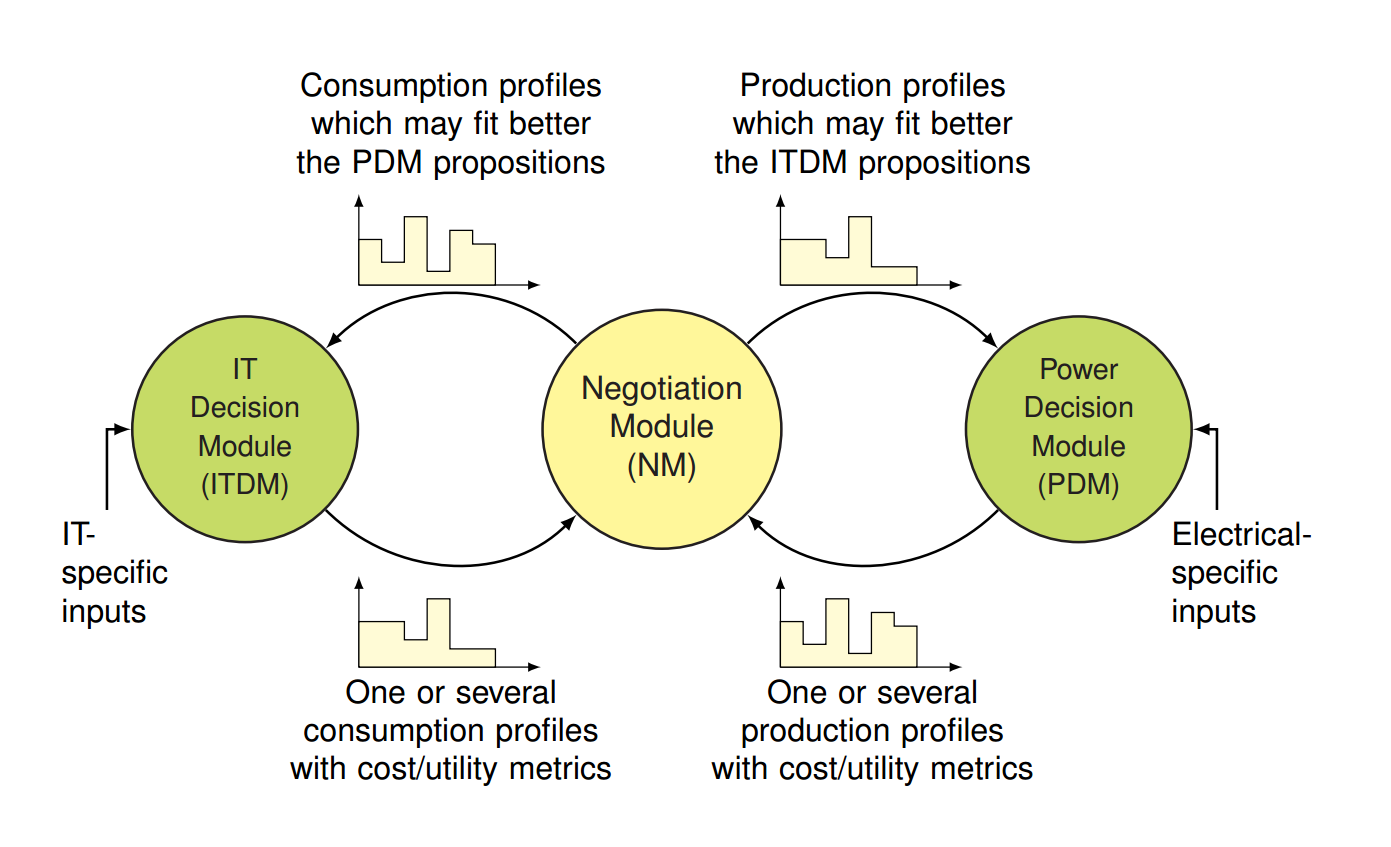 Consumption profiles
which may fit better
the PDM propositions
Production profiles
which may fit better
the ITDM propositions
IT
Decision
Module
(ITDM)
Negotiation
Module
(NM)
Power
Decision
Module
(PDM)
IT-
specific
inputs
Electrical-
specific
inputs
One or several
consumption profiles
with cost/utility metrics
One or several
production profiles
with cost/utility metrics